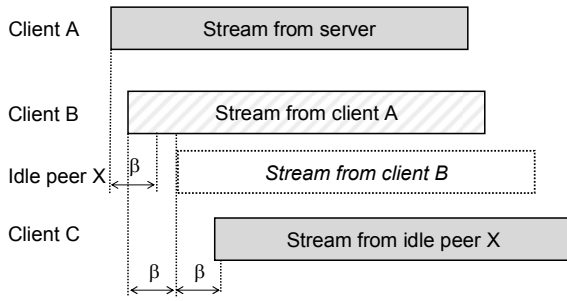 Client A Stream from server
Client B Stream from client A
Idle peer X β Stream from client B
Client C Stream from idle peer X
β β